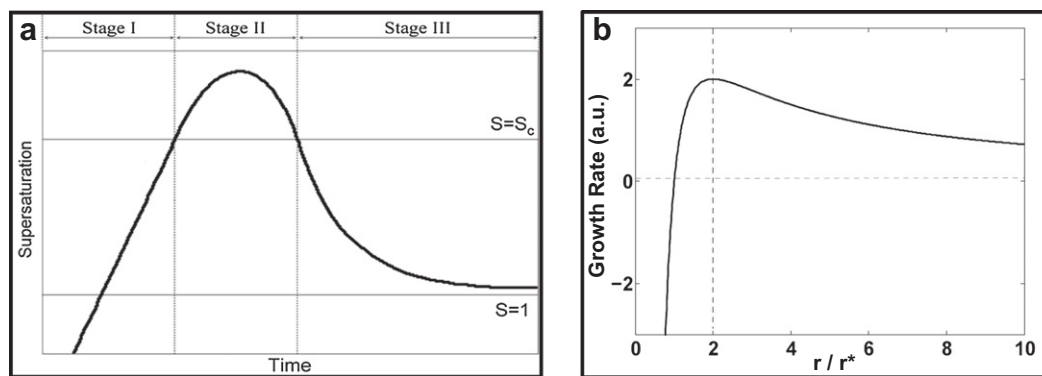 a
Stage I Stage II Stage III
S=Sc
S=1
Supersaturation
Time
b
Growth Rate (a.u.)
2
0
−2
0 2 4 6 8 10
r / r*